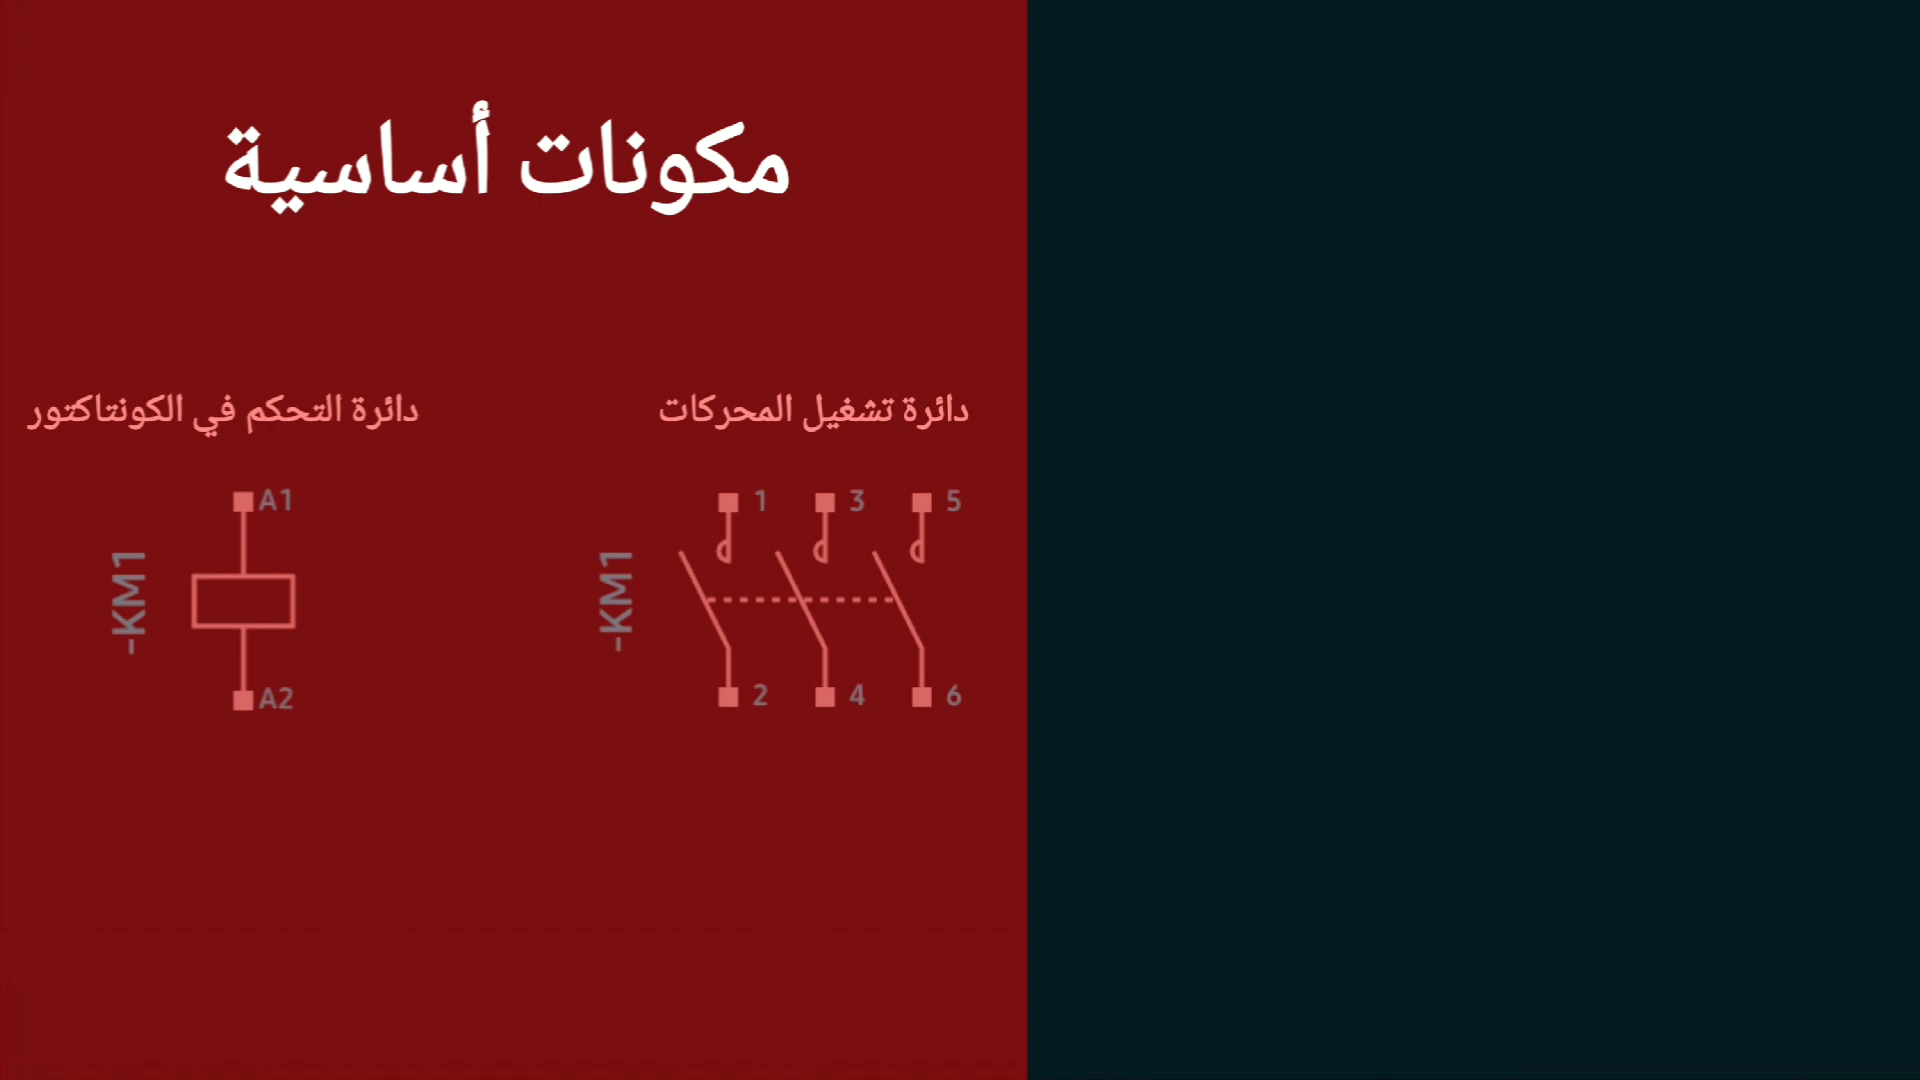 مكونات أساسية
دائرة تشغيل المحركات
دائرة التحكم في الكونتاكتور
1 3 5
-KM1
2 4 6
A1
-KM1
A2